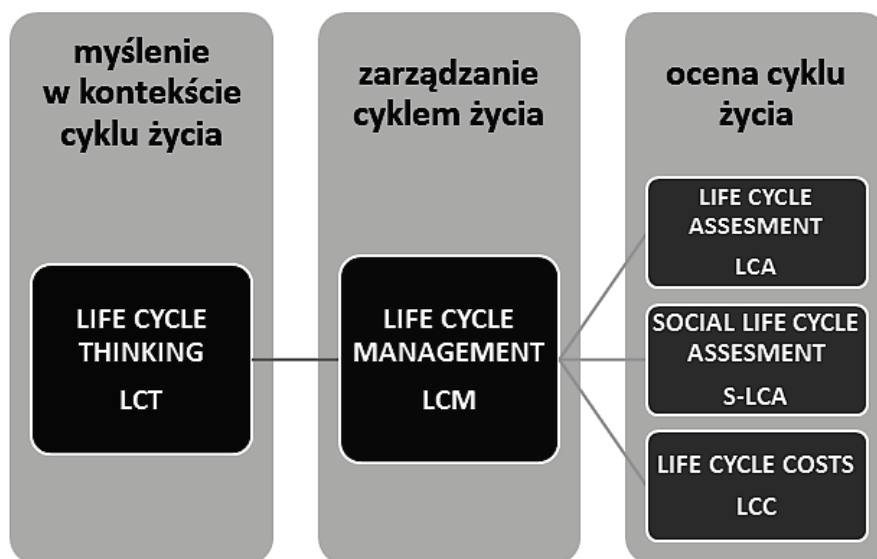 myślenie
w kontekście
cyklu życia
LIFE CYCLE
THINKING
LCT
zarządzanie
cyklem życia
LIFE CYCLE
MANAGEMENT
LCM
ocena cyklu
życia
LIFE CYCLE
ASSESMENT
LCA
SOCIAL LIFE CYCLE
ASSESMENT
S-LCA
LIFE CYCLE COSTS
LCC